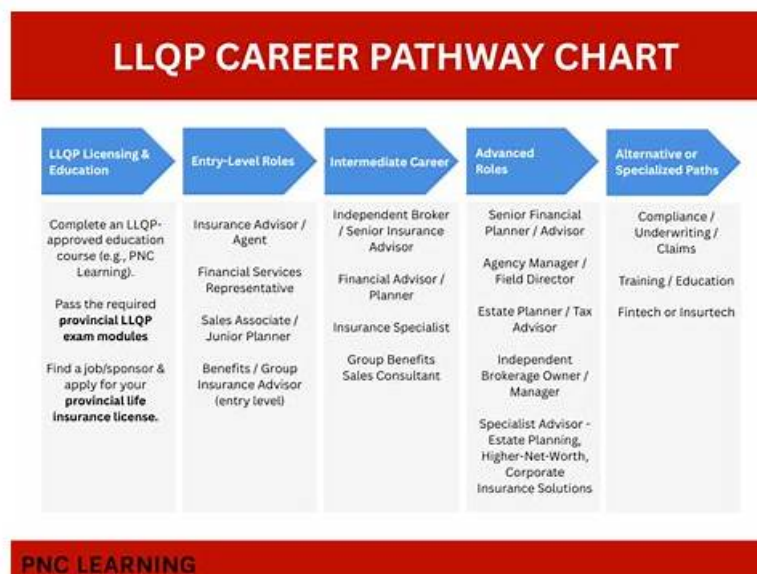 LLQP CAREER PATHWAY CHART
LLQP Licensing &
Education
Complete an LLQP-
approved education
course (e.g., PNC
Learning).
Pass the required
provincial LLQP
exam modules
Find a job/sponsor &
apply for your
provincial life
insurance license.
Entry-Level Roles
Insurance Advisor /
Agent
Financial Services
Representative
Sales Associate /
Junior Planner
Benefits / Group
Insurance Advisor
(entry level)
Intermediate Career
Independent Broker
/ Senior Insurance
Advisor
Financial Advisor /
Planner
Insurance Specialist
Group Benefits
Sales Consultant
Advanced
Roles
Senior Financial
Planner / Advisor
Agency Manager /
Field Director
Estate Planner / Tax
Advisor
Independent
Brokerage Owner /
Manager
Specialist Advisor -
Estate Planning,
Higher-Net-Worth,
Corporate
Insurance Solutions
Alternative or
Specialized Paths
Compliance /
Underwriting /
Claims
Training / Education
Fintech or Insurtech
PNC LEARNING